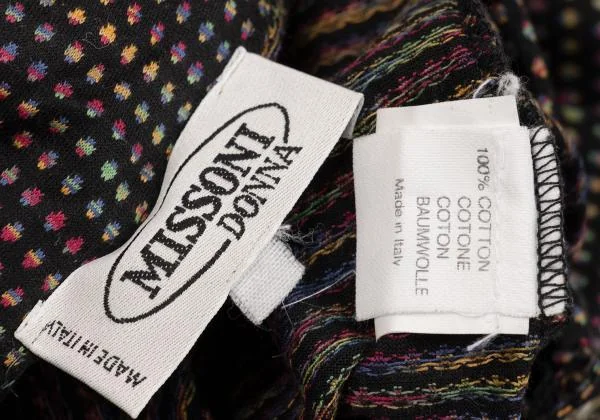 MISSONI
DONNA
MADE IN ITALY
100% COTTON
COTONE
COTON
BAUMWOLLE
Made in Italy